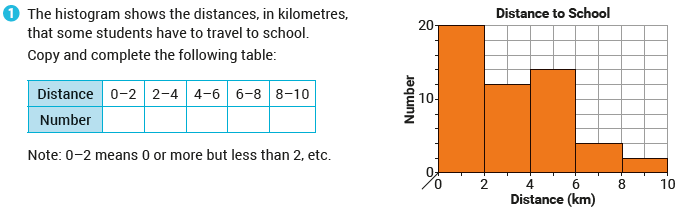 1 The histogram shows the distances, in kilometres,
that some students have to travel to school.
Copy and complete the following table:
Distance 0–2 2–4 4–6 6–8 8–10
Number
Note: 0–2 means 0 or more but less than 2, etc.
Distance to School
Number
20
10
0
0 2 4 6 8 10
Distance (km)